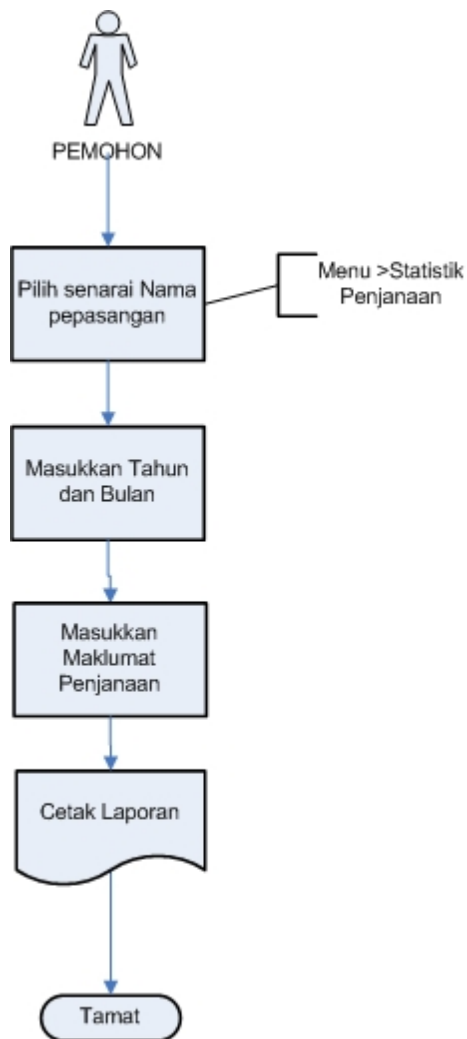 PEMOHON
Pilih senarai Nama
pepasangan
Menu >Statistik
Penjanaan
Masukkan Tahun
dan Bulan
Masukkan
Maklumat
Penjanaan
Cetak Laporan
Tamat